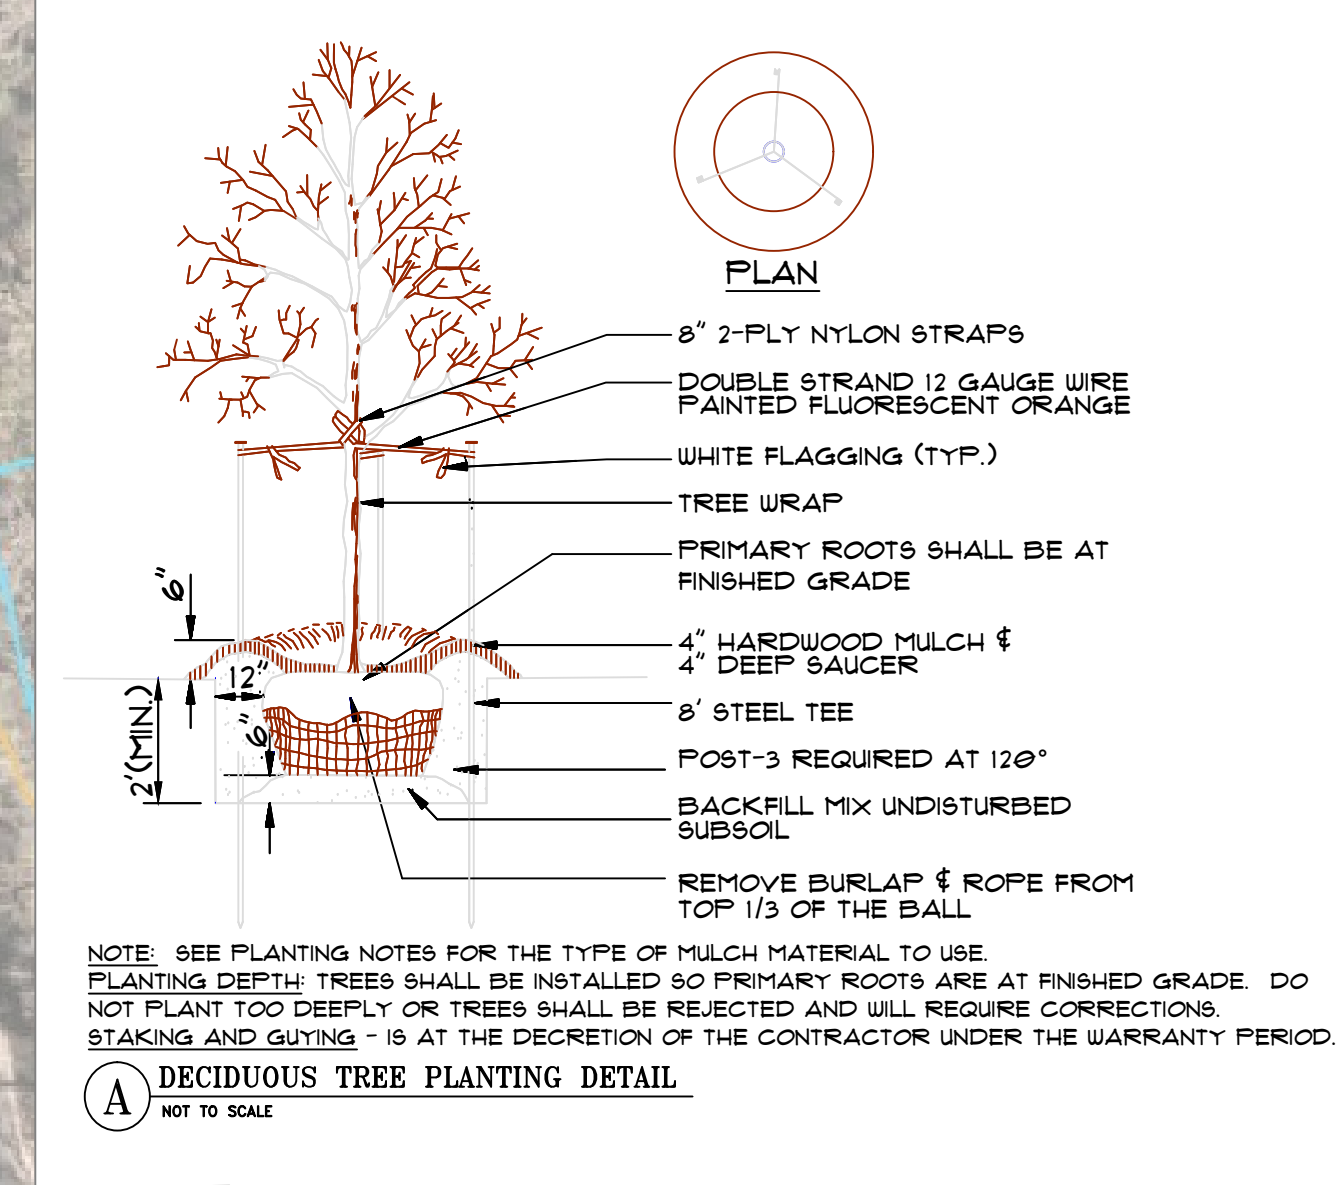 PLAN
8" 2-PLY NYLON STRAPS
DOUBLE STRAND 12 GAUGE WIRE
PAINTED FLUORESCENT ORANGE
WHITE FLAGGING (TYP.)
TREE WRAP
PRIMARY ROOTS SHALL BE AT
FINISHED GRADE
6"
4" HARDWOOD MULCH &
4" DEEP SAUCER
12"
2'(MIN.)
6"
8' STEEL TEE
POST-3 REQUIRED AT 120°
BACKFILL MIX UNDISTURBED
SUBSOIL
REMOVE BURLAP & ROPE FROM
TOP 1/3 OF THE BALL
NOTE: SEE PLANTING NOTES FOR THE TYPE OF MULCH MATERIAL TO USE.
PLANTING DEPTH: TREES SHALL BE INSTALLED SO PRIMARY ROOTS ARE AT FINISHED GRADE. DO
NOT PLANT TOO DEEPLY OR TREES SHALL BE REJECTED AND WILL REQUIRE CORRECTIONS.
STAKING AND GUYING - IS AT THE DECRETION OF THE CONTRACTOR UNDER THE WARRANTY PERIOD.
A DECIDUOUS TREE PLANTING DETAIL
NOT TO SCALE